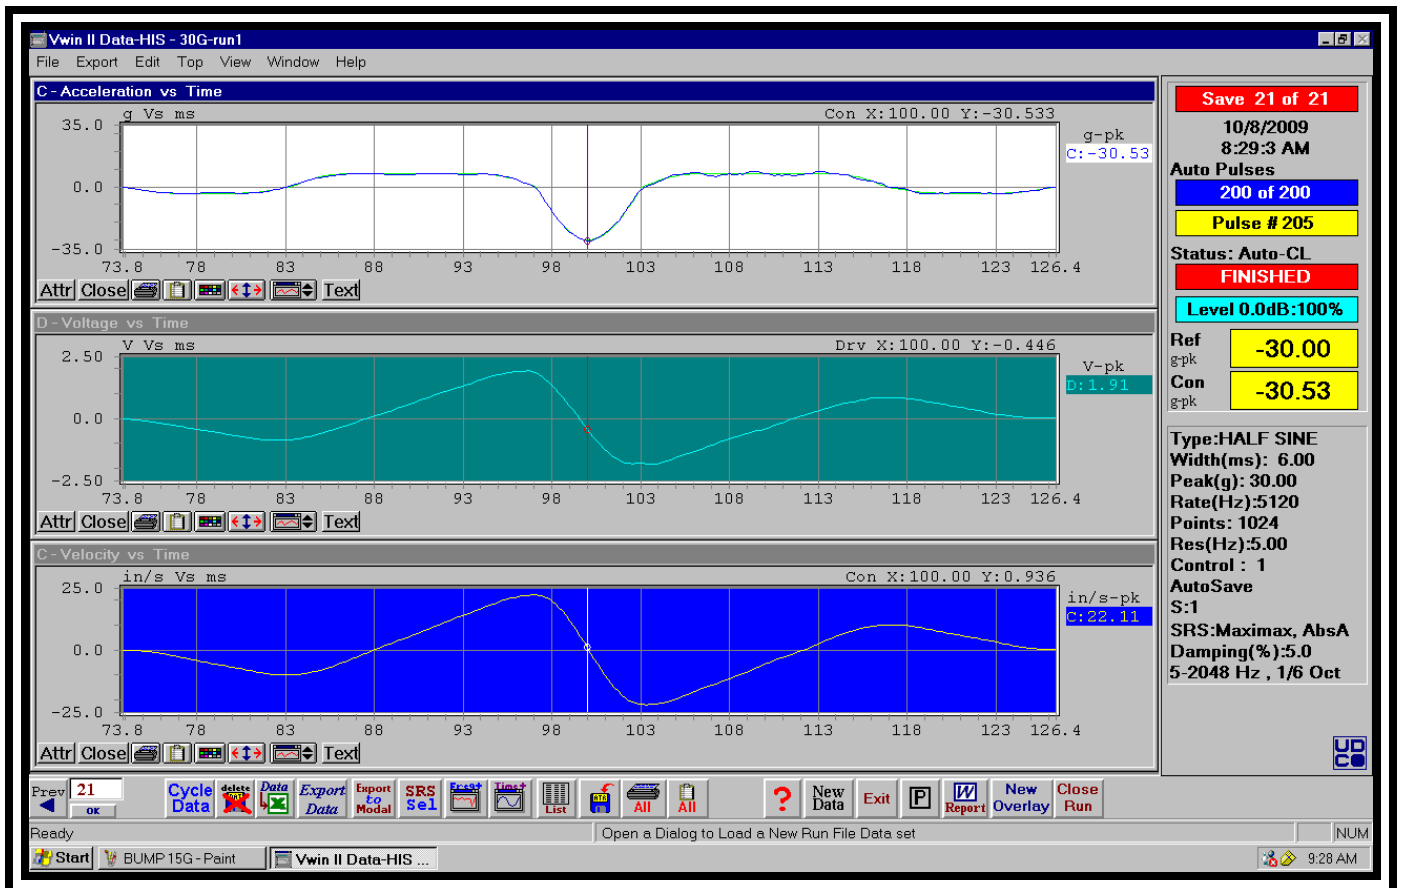 Vwin II Data-HIS - 30G-run1
File Export Edit Top View Window Help
C - Acceleration vs Time
g Vs ms
Con X:100.00 Y:-30.533
35.0
0.0
-35.0
g-pk
C:-30.53
73.8 78 83 88 93 98 103 108 113 118 123 126.4
Attr Close Text
D - Voltage vs Time
V Vs ms
Drv X:100.00 Y:-0.446
2.50
0.0
-2.50
V-pk
D:1.91
73.8 78 83 88 93 98 103 108 113 118 123 126.4
Attr Close Text
C - Velocity vs Time
in/s Vs ms
Con X:100.00 Y:0.936
25.0
0.0
-25.0
in/s-pk
C:22.11
73.8 78 83 88 93 98 103 108 113 118 123 126.4
Attr Close Text
Save 21 of 21
10/8/2009
8:29:3 AM
Auto Pulses
200 of 200
Pulse # 205
Status: Auto-CL
FINISHED
Level 0.0dB:100%
Ref
g-pk
-30.00
Con
g-pk
-30.53
Type:HALF SINE
Width(ms): 6.00
Peak(g): 30.00
Rate(Hz):5120
Points: 1024
Res(Hz):5.00
Control : 1
AutoSave
S:1
SRS:Maximax, AbsA
Damping(%):5.0
5-2048 Hz , 1/6 Oct
UD
CO
Prev
21
OK
Cycle
Data
delete
Data
Export
Data
Export
to
Modal
SRS
Sel
Freq+
Time+
List
All
All
?
New
Data
Exit
P
W
Report
New
Overlay
Close
Run
Ready
Open a Dialog to Load a New Run File Data set
NUM
Start
BUMP 15G - Paint
Vwin II Data-HIS ...
9:28 AM